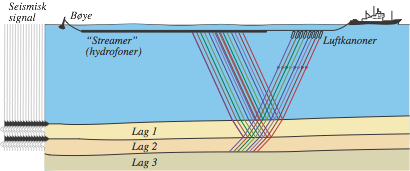 Seismisk
signal
Bøye
“Streamer”
(hydrofoner)
Luftkanoner
Lag 1
Lag 2
Lag 3